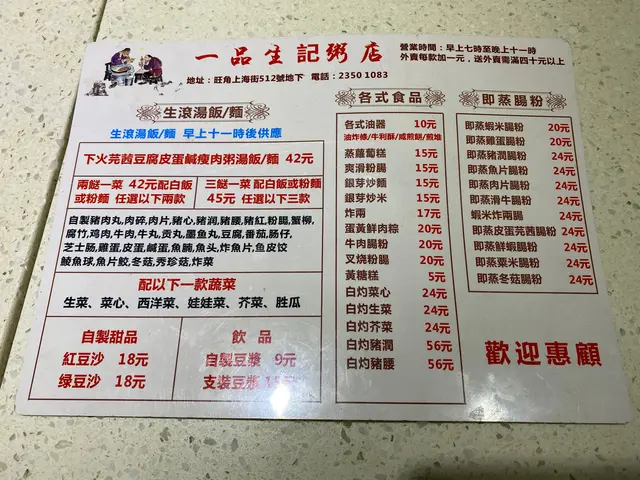 一品生記粥店
營業時間：早上七時至晚上十一時
外賣每款加一元，送外賣需滿四十元以上
地址：旺角上海街512號地下 電話：2350 1083
生滾湯飯/麵
生滾湯飯/麵 早上十一時後供應
下火芫茜豆腐皮蛋鹹瘦肉粥湯飯/麵 42元
兩餸一菜 42元配白飯
或粉麵 任選以下兩款
三餸一菜 配白飯或粉麵
45元 任選以下三款
自製豬肉丸,肉碎,肉片,豬心,豬潤,豬腰,豬紅,粉腸,蟹柳,
腐竹,鸡肉,牛肉,牛丸,贡丸,墨鱼丸,豆腐,番茄,肠仔,
芝士肠,雞蛋,皮蛋,鹹蛋,魚腩,魚头,炸魚片,鱼皮饺
鲮魚球,魚片餃,冬菇,秀珍菇,炸菜
配以下一款蔬菜
生菜、菜心、西洋菜、娃娃菜、芥菜、胜瓜
自製甜品
紅豆沙 18元
绿豆沙 18元
飲品
自製豆漿 9元
支裝豆漿
各式食品
各式油器 10元
油炸條/牛利酥/咸煎餅/煎堆
蒸蘿蔔糕 15元
爽滑粉腸 15元
銀芽炒麵 15元
銀芽炒米 15元
炸兩 17元
蛋黃鮮肉粽 20元
牛肉腸粉 20元
叉烧腸粉 20元
黃糖糕 5元
白灼菜心 24元
白灼生菜 24元
白灼芥菜 24元
白灼豬潤 56元
白灼豬腰 56元
即蒸腸粉
即蒸蝦米腸粉 20元
即蒸雞蛋腸粉 20元
即蒸豬潤腸粉 24元
即蒸魚片腸粉 24元
即蒸肉片腸粉 24元
即蒸滑牛腸粉 24元
蝦米炸兩腸 24元
即蒸皮蛋芫茜腸粉 24元
即蒸鮮蝦腸粉 24元
即蒸粟米腸粉 24元
即蒸冬菇腸粉 24元
歡迎惠顧